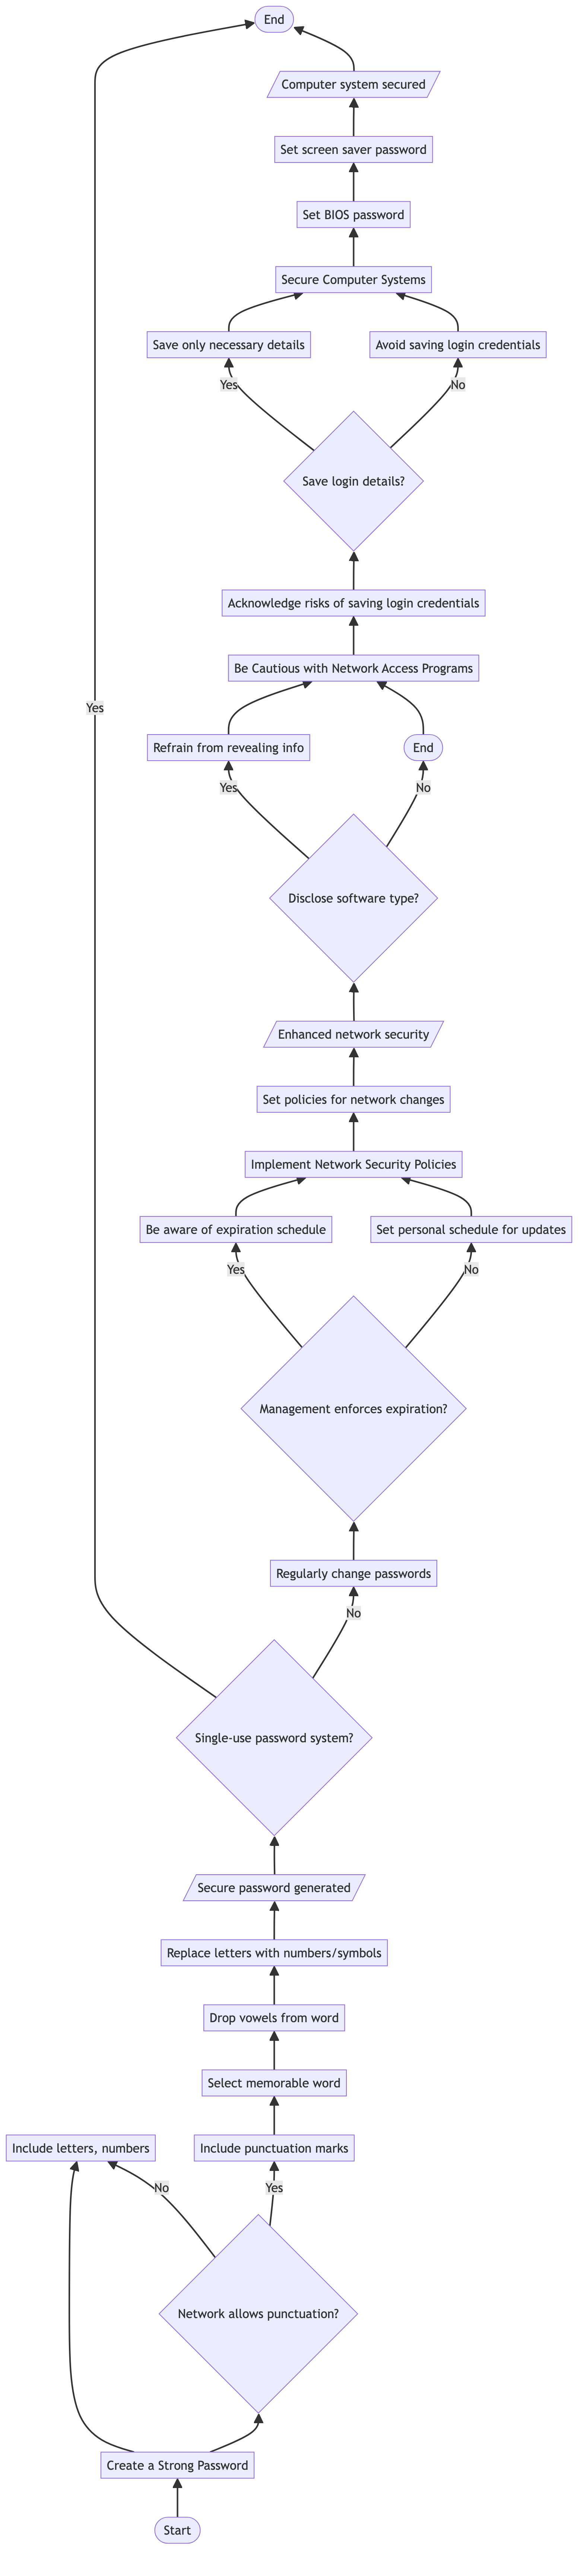 End
Computer system secured
Set screen saver password
Set BIOS password
Secure Computer Systems
Save only necessary details
Avoid saving login credentials
Yes
No
Save login details?
Acknowledge risks of saving login credentials
Be Cautious with Network Access Programs
Yes
Refrain from revealing info
End
Yes
No
Disclose software type?
Enhanced network security
Set policies for network changes
Implement Network Security Policies
Be aware of expiration schedule
Set personal schedule for updates
Yes
No
Management enforces expiration?
Regularly change passwords
No
Single-use password system?
Secure password generated
Replace letters with numbers/symbols
Drop vowels from word
Select memorable word
Include letters, numbers
Include punctuation marks
No
Yes
Network allows punctuation?
Create a Strong Password
Start